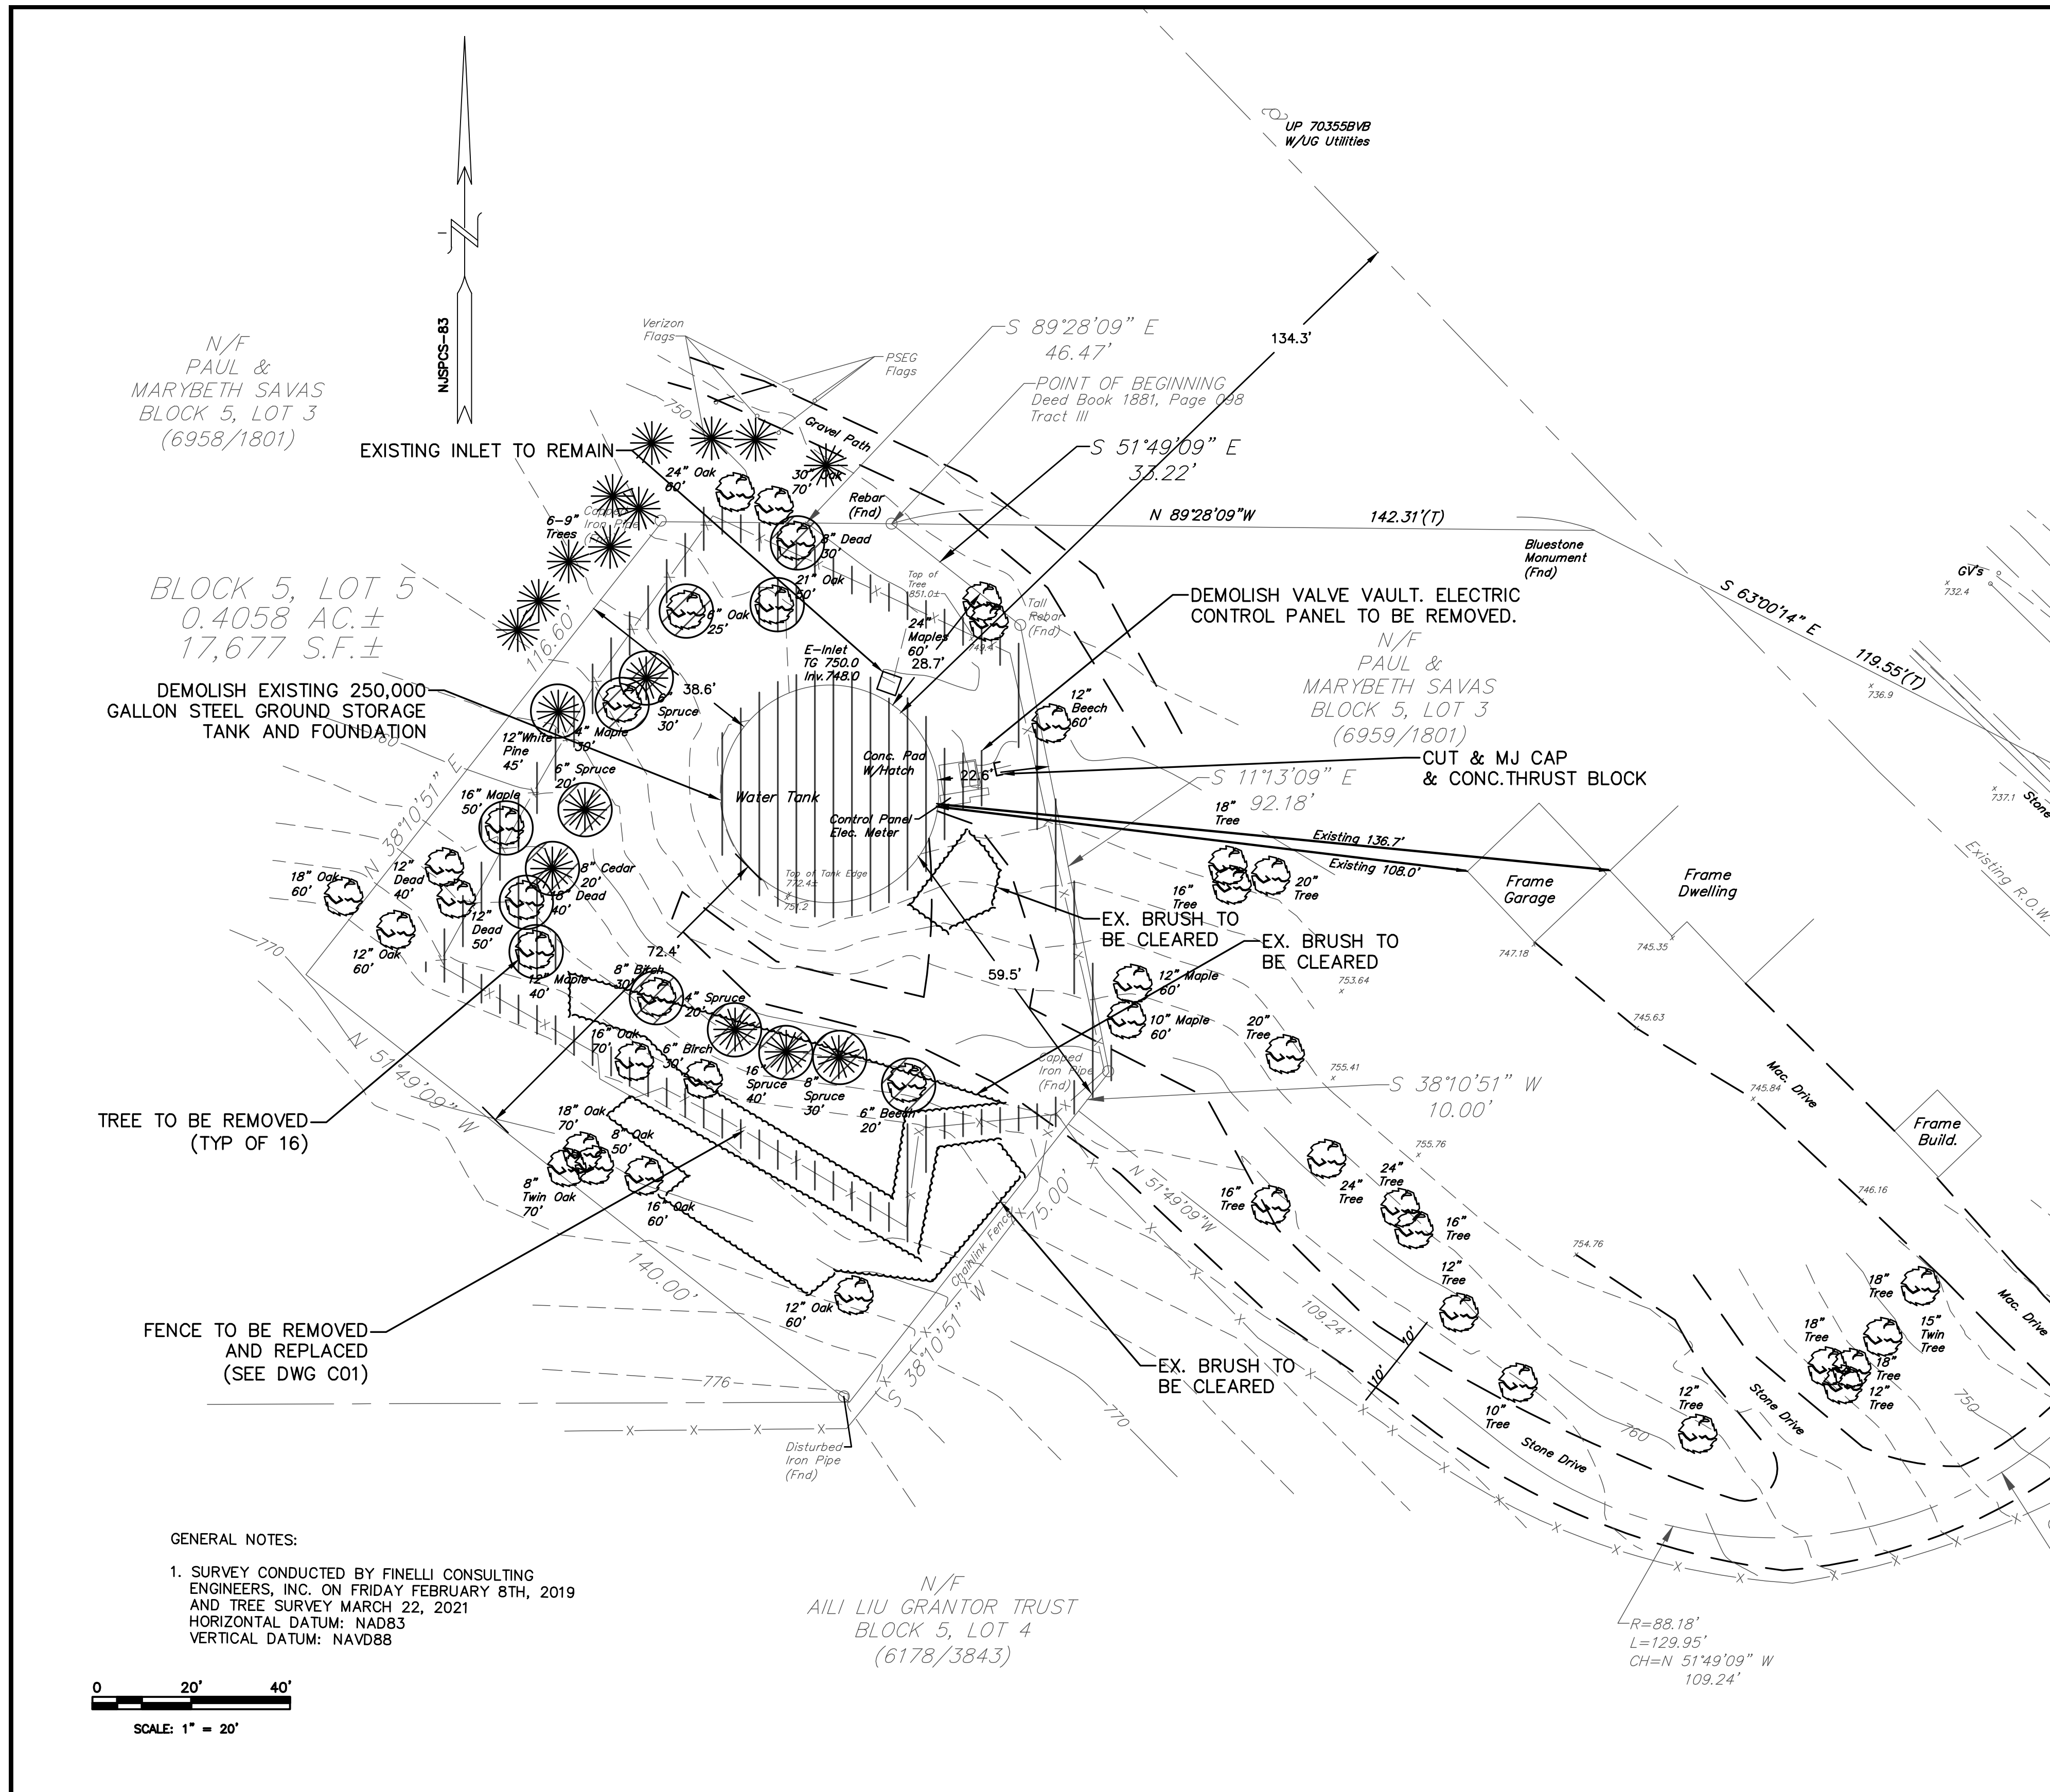 UP 70355BVB
W/UG Utilities
NJSPCS-83
N/F
PAUL &
MARYBETH SAVAS
BLOCK 5, LOT 3
(6958/1801)
Verizon
Flags
PSEG
Flags
S 89°28'09" E
46.47'
134.3'
POINT OF BEGINNING
Deed Book 1881, Page 098
Tract III
750
Gravel Path
S 51°49'09" E
33.22'
EXISTING INLET TO REMAIN
24" Oak
60'
30" Oak
70'
Rebar
(Fnd)
6-9"
Trees
Capped
Iron Pipe
N 89°28'09"W
142.31'(T)
8" Dead
30'
Bluestone
Monument
(Fnd)
GV's
732.4
S 63°00'14" E
119.55'(T)
736.9
737.1
Stone
Existing R.O.W.
BLOCK 5, LOT 5
0.4058 AC.±
17,677 S.F.±
116.60'
21" Oak
50'
6" Oak
25'
Top of
Tree
851.0±
24"
Maples
60'
749.4
Tall
Rebar
(Fnd)
DEMOLISH VALVE VAULT. ELECTRIC
CONTROL PANEL TO BE REMOVED.
N/F
PAUL &
MARYBETH SAVAS
BLOCK 5, LOT 3
(6959/1801)
E-Inlet
TG 750.0
Inv.748.0
28.7'
DEMOLISH EXISTING 250,000
GALLON STEEL GROUND STORAGE
TANK AND FOUNDATION
38.6'
6"
Spruce
30'
4" Maple
30'
12"White
Pine
45'
12"
Beech
60'
CUT & MJ CAP
& CONC.THRUST BLOCK
Conc. Pad
W/Hatch
22.6'
S 11°13'09" E
92.18'
N 38°10'51" E
6" Spruce
20'
16" Maple
50'
Water Tank
Control Panel
Elec. Meter
18"
Tree
Existing 136.7'
Existing 108.0'
Frame
Garage
Frame
Dwelling
18" Oak
60'
12"
Dead
40'
8" Cedar
20'
Dead
40'
Top of Tank Edge
772.4±
751.2
16"
Tree
20"
Tree
12"
Dead
50'
EX. BRUSH TO
BE CLEARED
EX. BRUSH TO
BE CLEARED
747.18
745.35
770
12" Oak
60'
72.4'
12" Maple
40'
8" Birch
30'
4" Spruce
20'
59.5'
12" Maple
60'
753.64
10" Maple
60'
745.63
20"
Tree
N 51°49'09" W
16" Oak
70'
6" Birch
30'
16"
Spruce
40'
8"
Spruce
30'
6" Beech
20'
Capped
Iron Pipe
(Fnd)
755.41
745.84
Mac. Drive
S 38°10'51" W
10.00'
TREE TO BE REMOVED
(TYP OF 16)
18" Oak
70'
8" Oak
50'
8"
Twin Oak
70'
16" Oak
60'
Frame
Build.
755.76
746.16
N 51°49'09"W
16"
Tree
24"
Tree
24"
Tree
16"
Tree
75.00'
Chainlink Fence
754.76
140.00'
12" Oak
60'
12"
Tree
18"
Tree
Mac. Drive
FENCE TO BE REMOVED
AND REPLACED
(SEE DWG C01)
109.24'
10'
10'
18"
Tree
15"
Twin
Tree
18"
Tree
12"
Tree
S 38°10'51" W
EX. BRUSH TO
BE CLEARED
776
770
10"
Tree
12"
Tree
Stone Drive
760
750
Stone Drive
Disturbed
Iron Pipe
(Fnd)
GENERAL NOTES:
1. SURVEY CONDUCTED BY FINELLI CONSULTING
ENGINEERS, INC. ON FRIDAY FEBRUARY 8TH, 2019
AND TREE SURVEY MARCH 22, 2021
HORIZONTAL DATUM: NAD83
VERTICAL DATUM: NAVD88
N/F
AILI LIU GRANTOR TRUST
BLOCK 5, LOT 4
(6178/3843)
R=88.18'
L=129.95'
CH=N 51°49'09" W
109.24'
0 20' 40'
SCALE: 1" = 20'